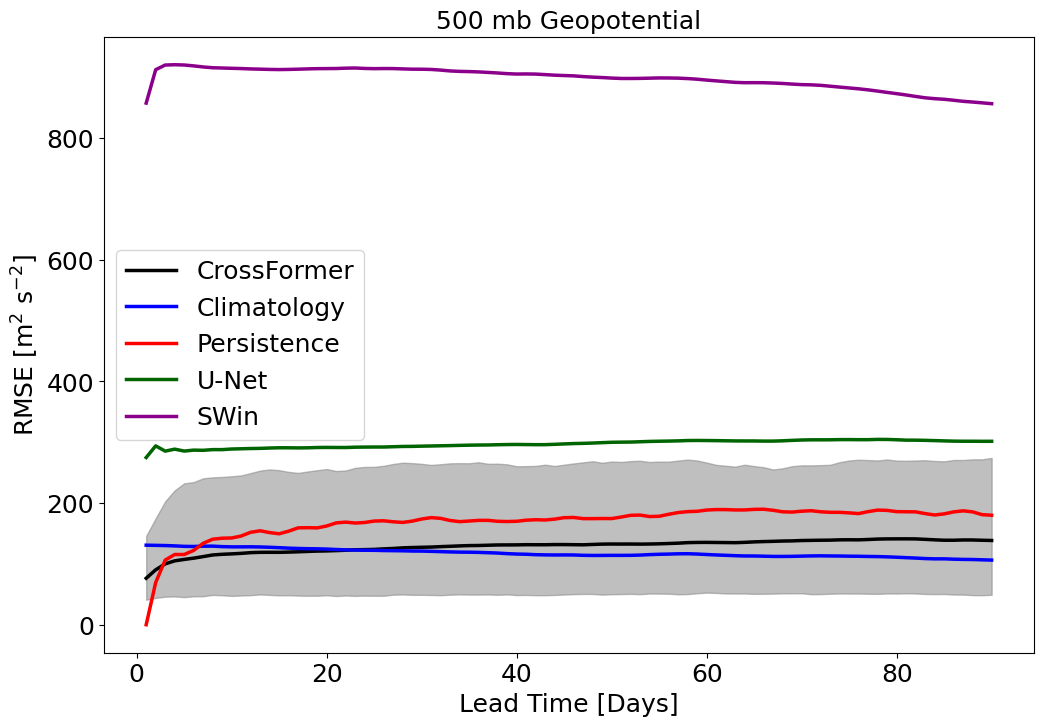 500 mb Geopotential
800
600
400
200
0
RMSE [m² s⁻²]
CrossFormer
Climatology
Persistence
U-Net
SWin
0 20 40 60 80
Lead Time [Days]